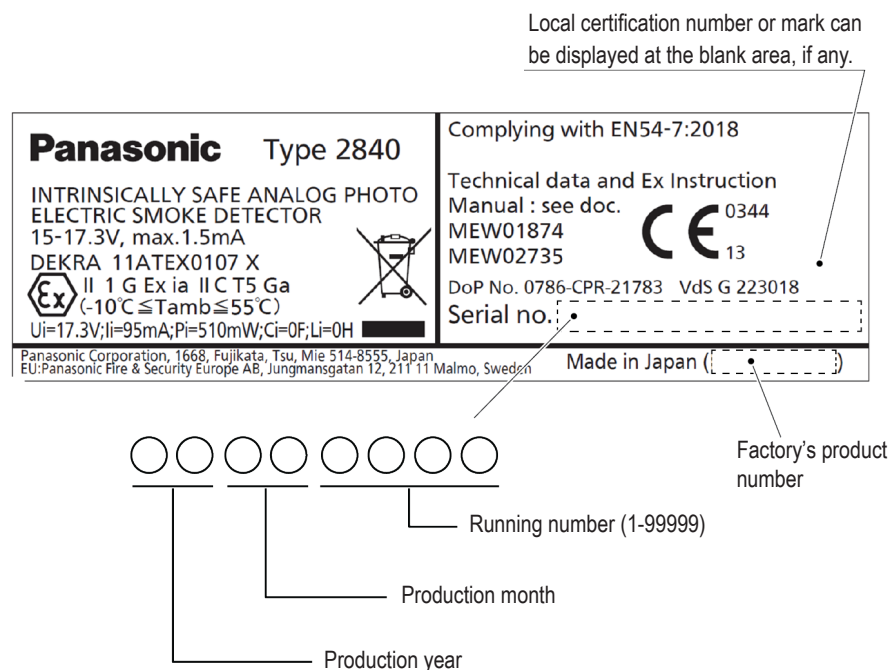 Local certification number or mark can
be displayed at the blank area, if any.
Panasonic Type 2840
INTRINSICALLY SAFE ANALOG PHOTO
ELECTRIC SMOKE DETECTOR
15-17.3V, max.1.5mA
DEKRA 11ATEX0107 X
Ex II 1 G Ex ia II C T5 Ga
(-10℃≦Tamb≦55℃)
Ui=17.3V;Ii=95mA;Pi=510mW;Ci=0F;Li=0H
Complying with EN54-7:2018
Technical data and Ex Instruction
Manual : see doc.
MEW01874
MEW02735
CE 0344
13
DoP No. 0786-CPR-21783 VdS G 223018
Serial no.
Panasonic Corporation, 1668, Fujikata, Tsu, Mie 514-8555, Japan
EU:Panasonic Fire & Security Europe AB, Jungmansgatan 12, 211 11 Malmo, Sweden
Made in Japan ( )
Factory's product
number
Running number (1-99999)
Production month
Production year